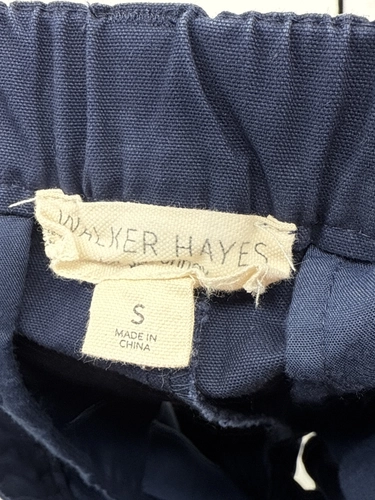 WALKER HAYES
S
MADE IN
CHINA